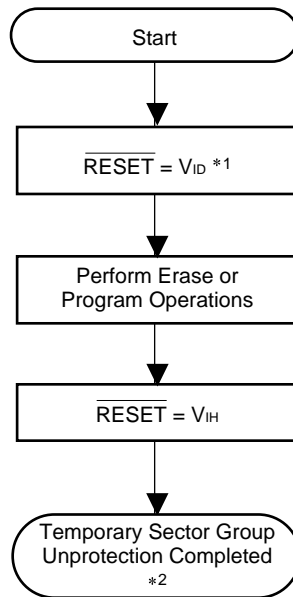 Start
RESET = VID *1
Perform Erase or
Program Operations
RESET = VIH
Temporary Sector Group
Unprotection Completed
*2